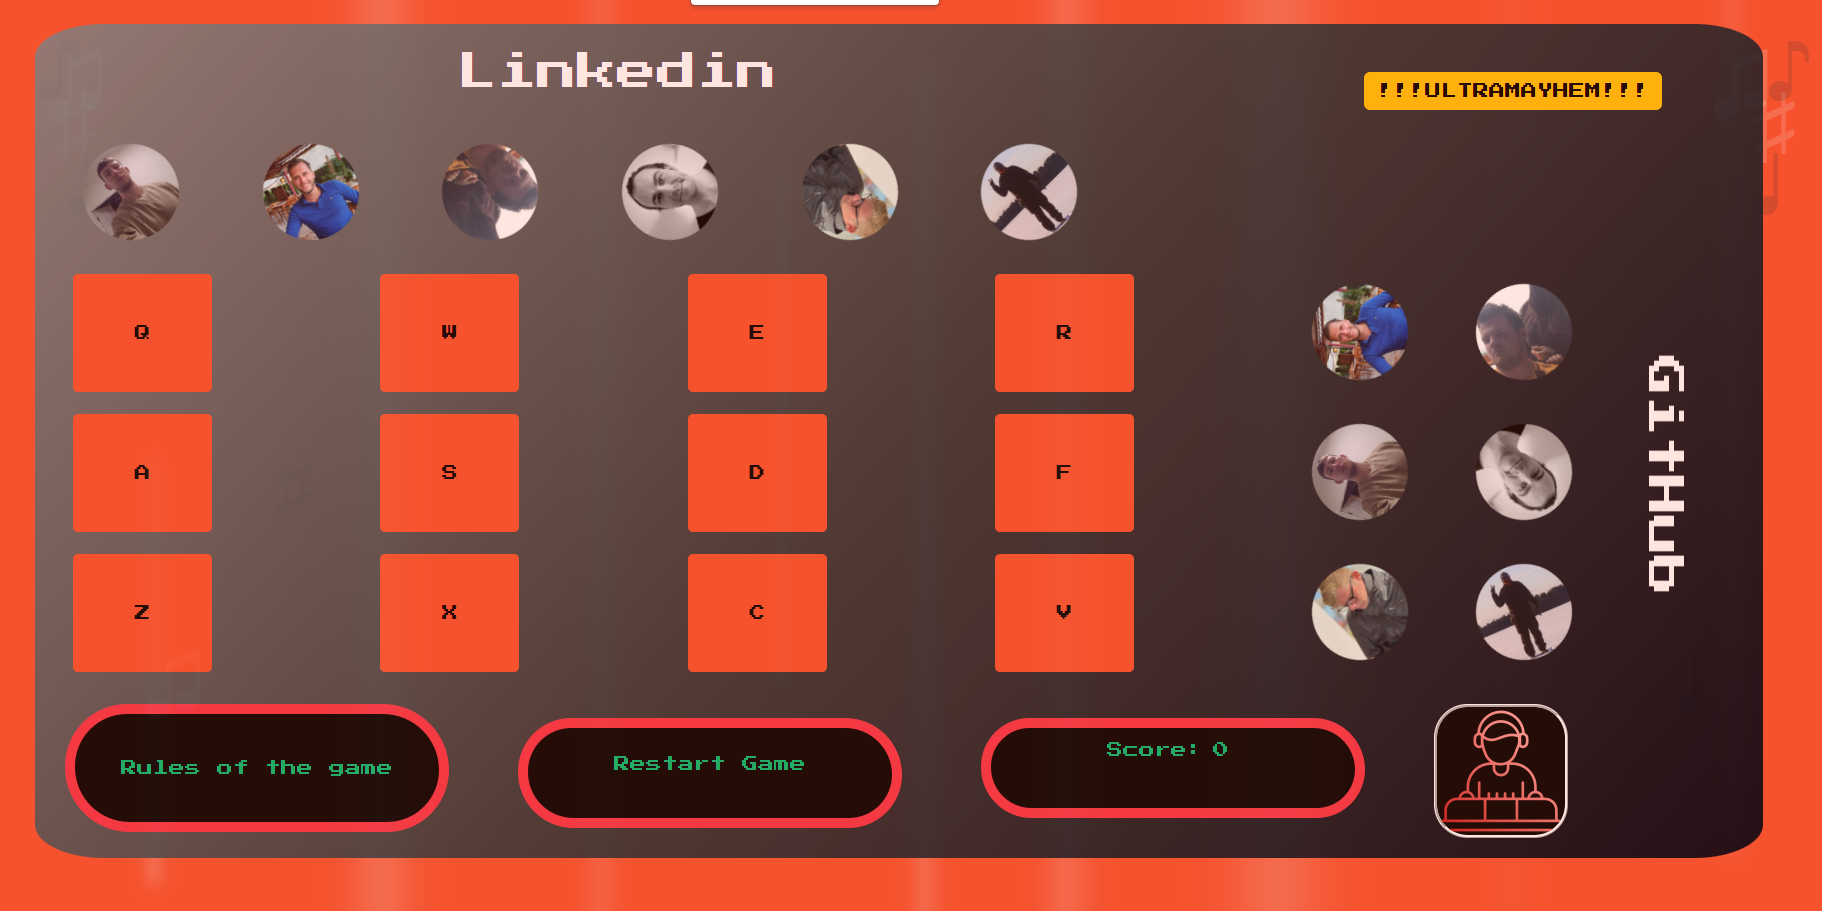 Linkedin
!!!ULTRAMAYHEM!!!
Q
W
E
R
A
S
D
F
Z
X
C
V
GitHub
Rules of the game
Restart Game
Score: 0